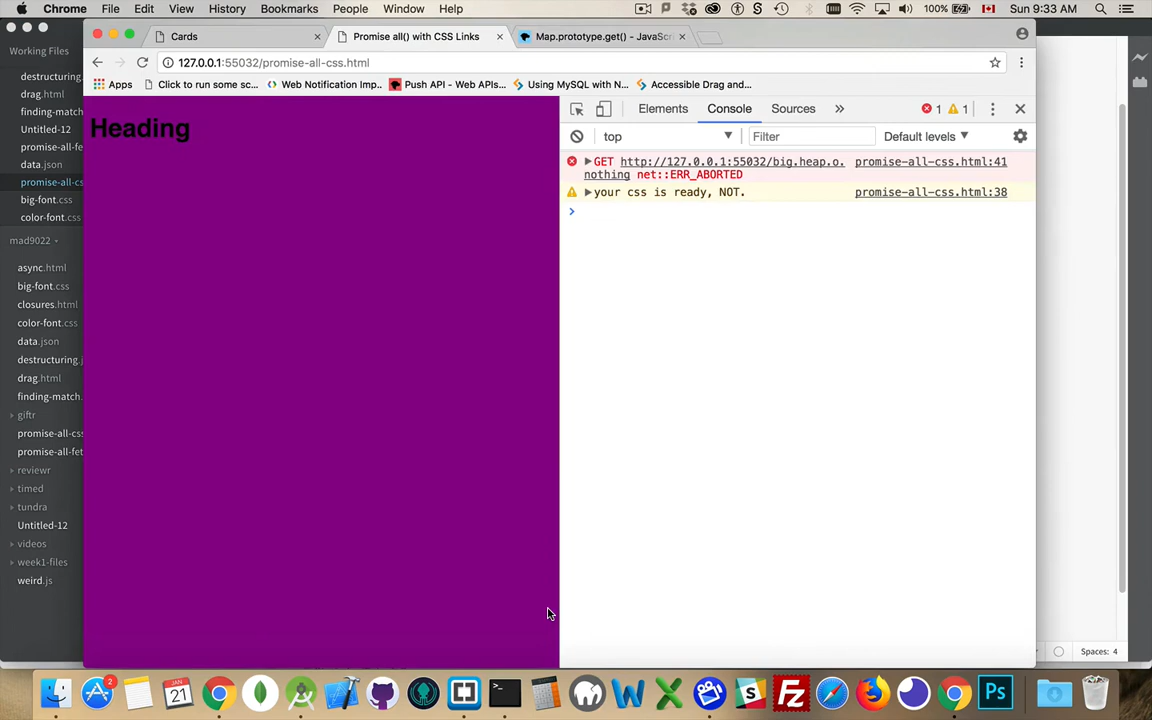 Chrome File Edit View History Bookmarks People Window Help 100% Sun 9:33 AM
Working Files
destructuring.
drag.html
finding-match
Untitled-12
promise-all-fe
data.json
promise-all-cs
big-font.css
color-font.css
mad9022
async.html
big-font.css
closures.html
color-font.css
data.json
destructuring.j
drag.html
finding-match.
giftr
promise-all-css
promise-all-fet
reviewr
timed
tundra
Untitled-12
videos
week1-files
weird.js
Cards
Promise all() with CSS Links
Map.prototype.get() - JavaSc
127.0.0.1:55032/promise-all-css.html
Apps Click to run some sc... Web Notification Imp.. Push API - Web APIs... Using MySQL with N... Accessible Drag and...
Heading
Elements Console Sources » 1 1
top Filter Default levels
GET http://127.0.0.1:55032/big.heap.o. promise-all-css.html:41
nothing net::ERR_ABORTED
your css is ready, NOT. promise-all-css.html:38
Spaces: 4
2
JAN
21